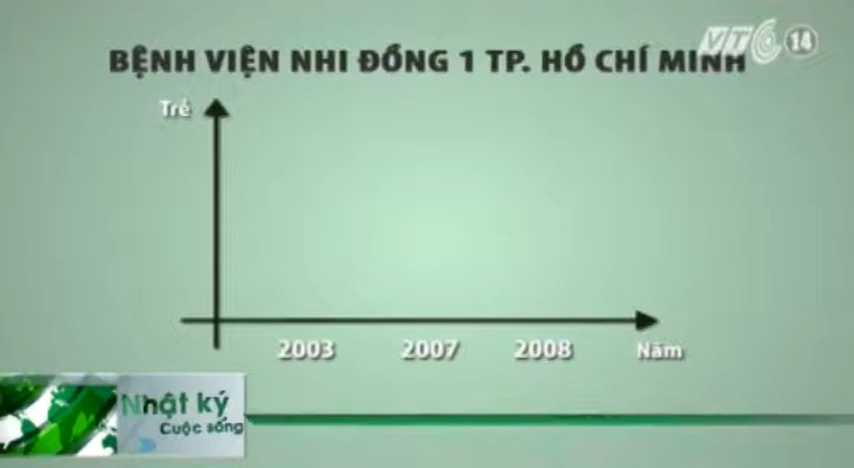 VTC 14
BỆNH VIỆN NHI ĐỒNG 1 TP. HỒ CHÍ MINH
Trẻ
2003 2007 2008 Năm
Nhật ký
Cuộc sống